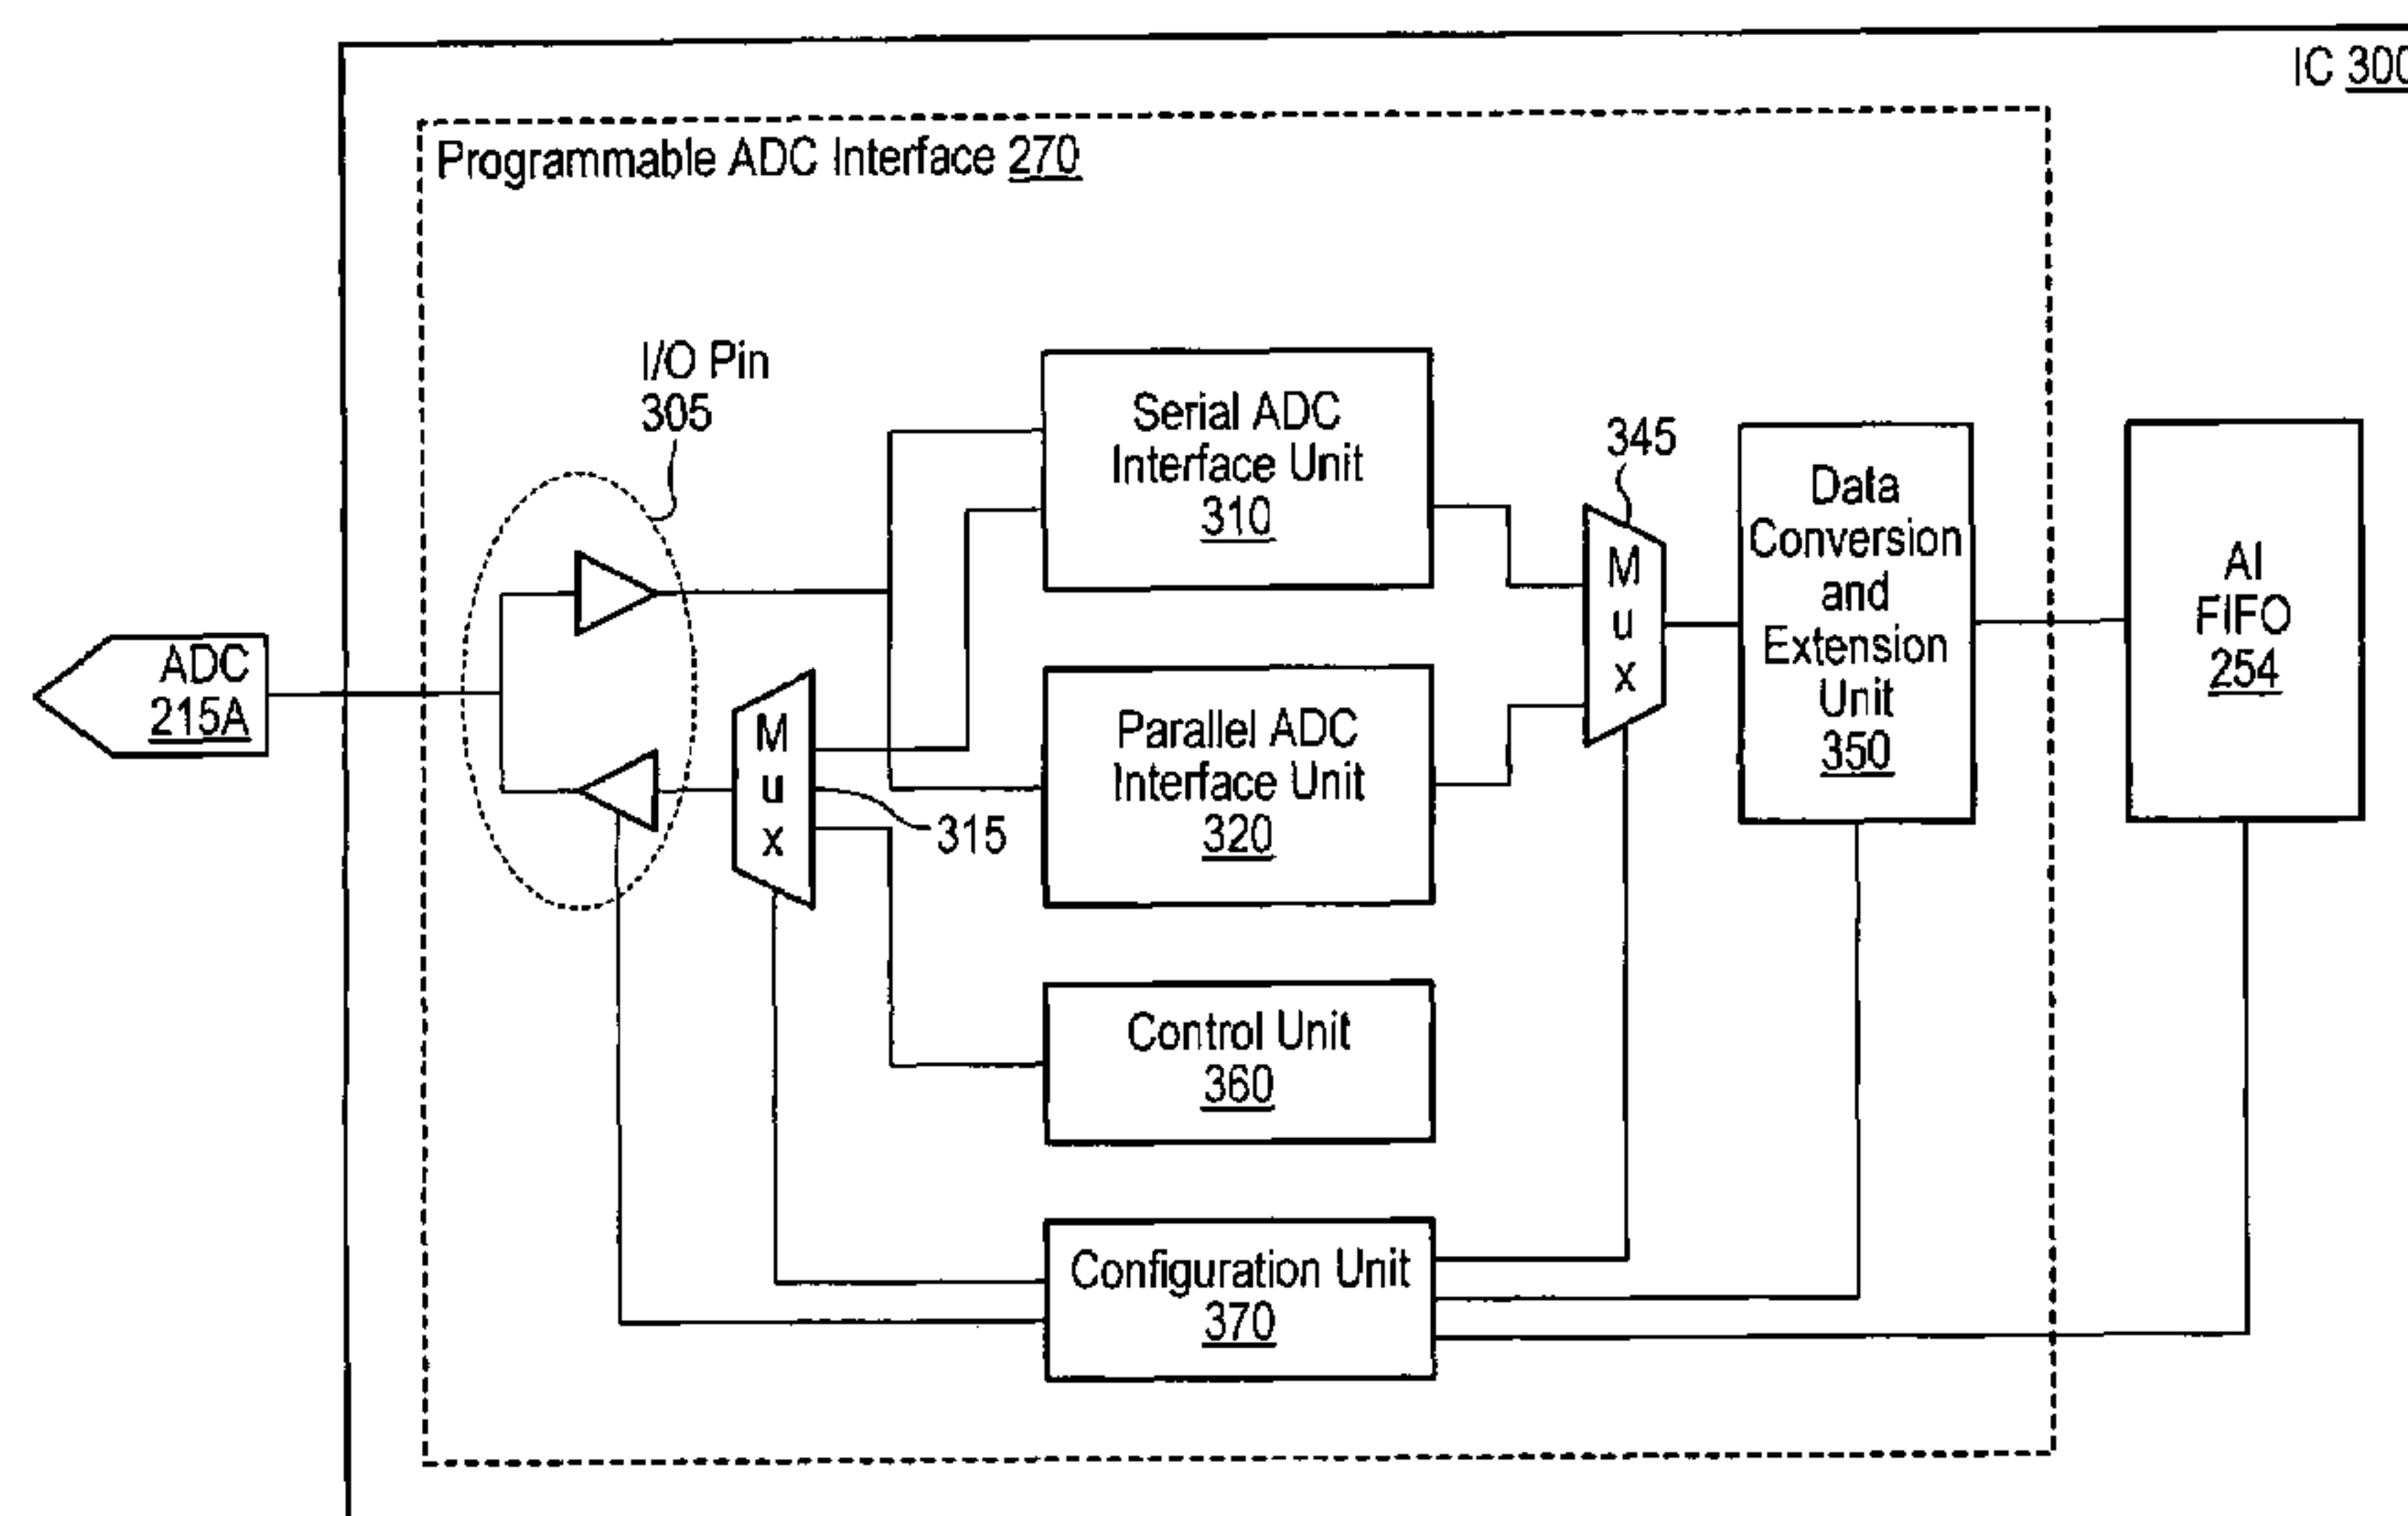 IC 300
Programmable ADC Interface 270
I/O Pin
305
Serial ADC
Interface Unit
310
345
Data
Conversion
and
Extension
Unit
350
AI
FIFO
254
M
u
x
ADC
215A
M
u
x
315
Parallel ADC
Interface Unit
320
Control Unit
360
Configuration Unit
370